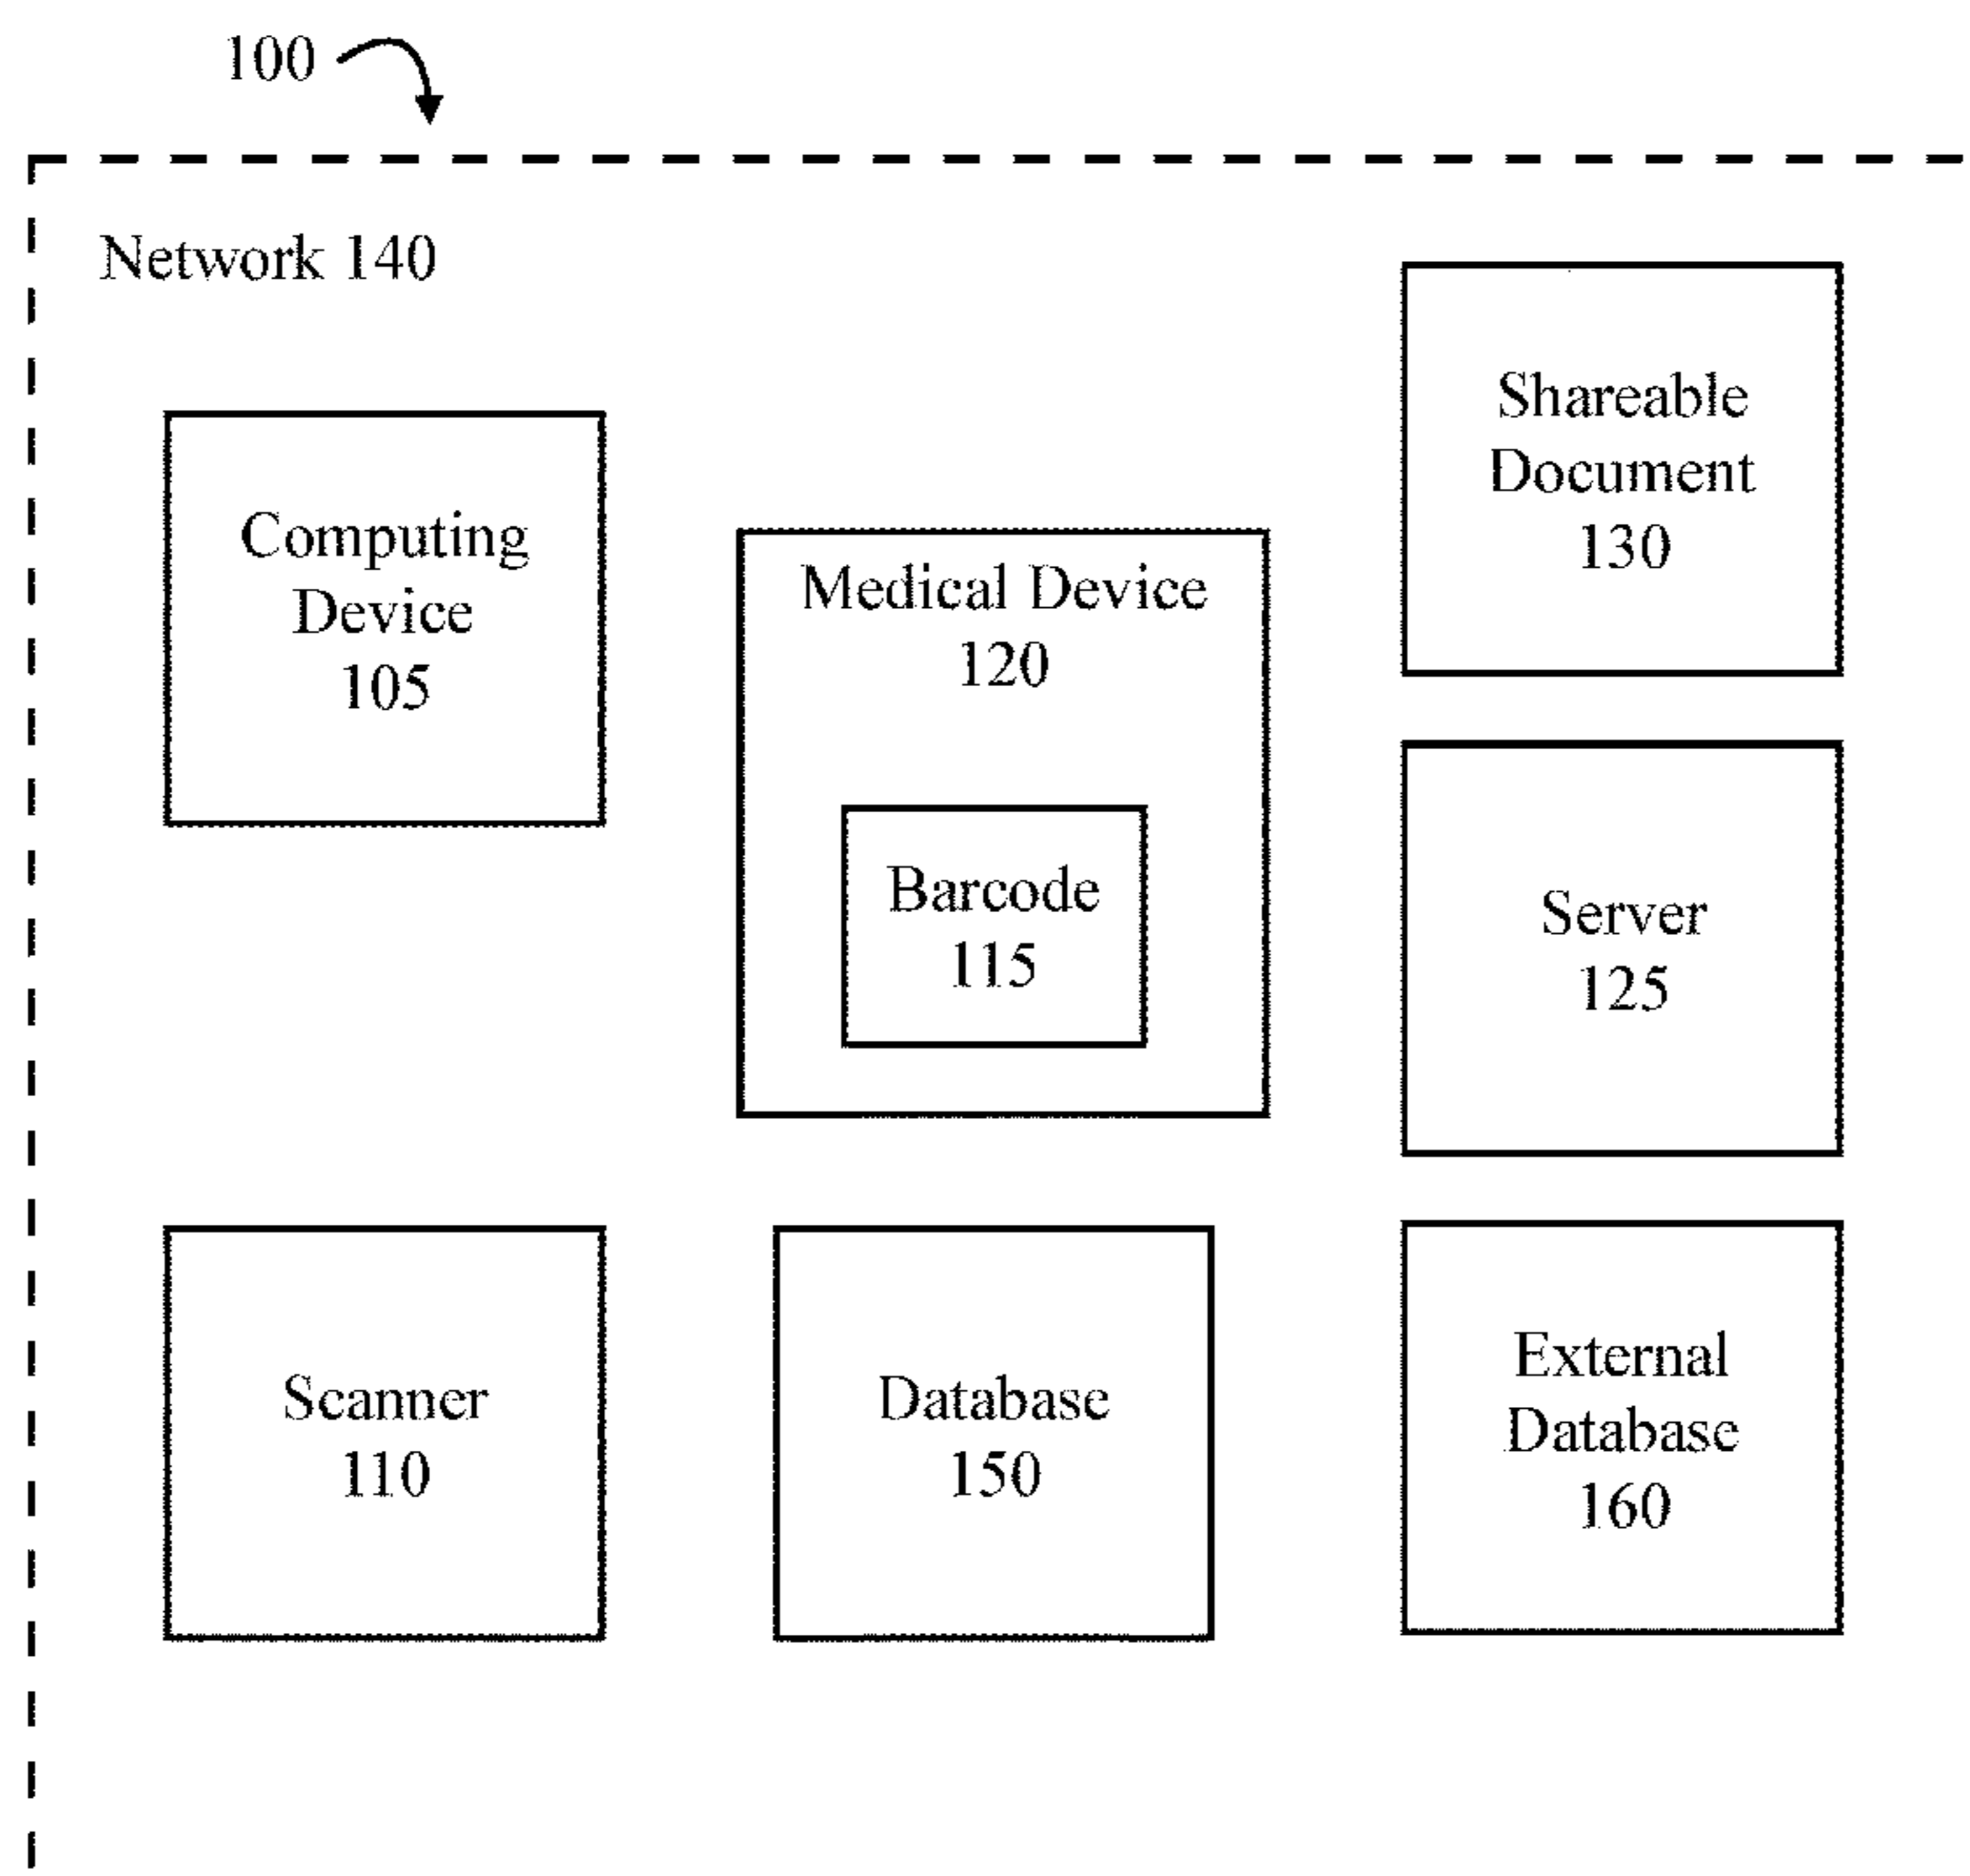 100
Network 140
Computing
Device
105
Medical Device
120
Barcode
115
Shareable
Document
130
Server
125
Scanner
110
Database
150
External
Database
160